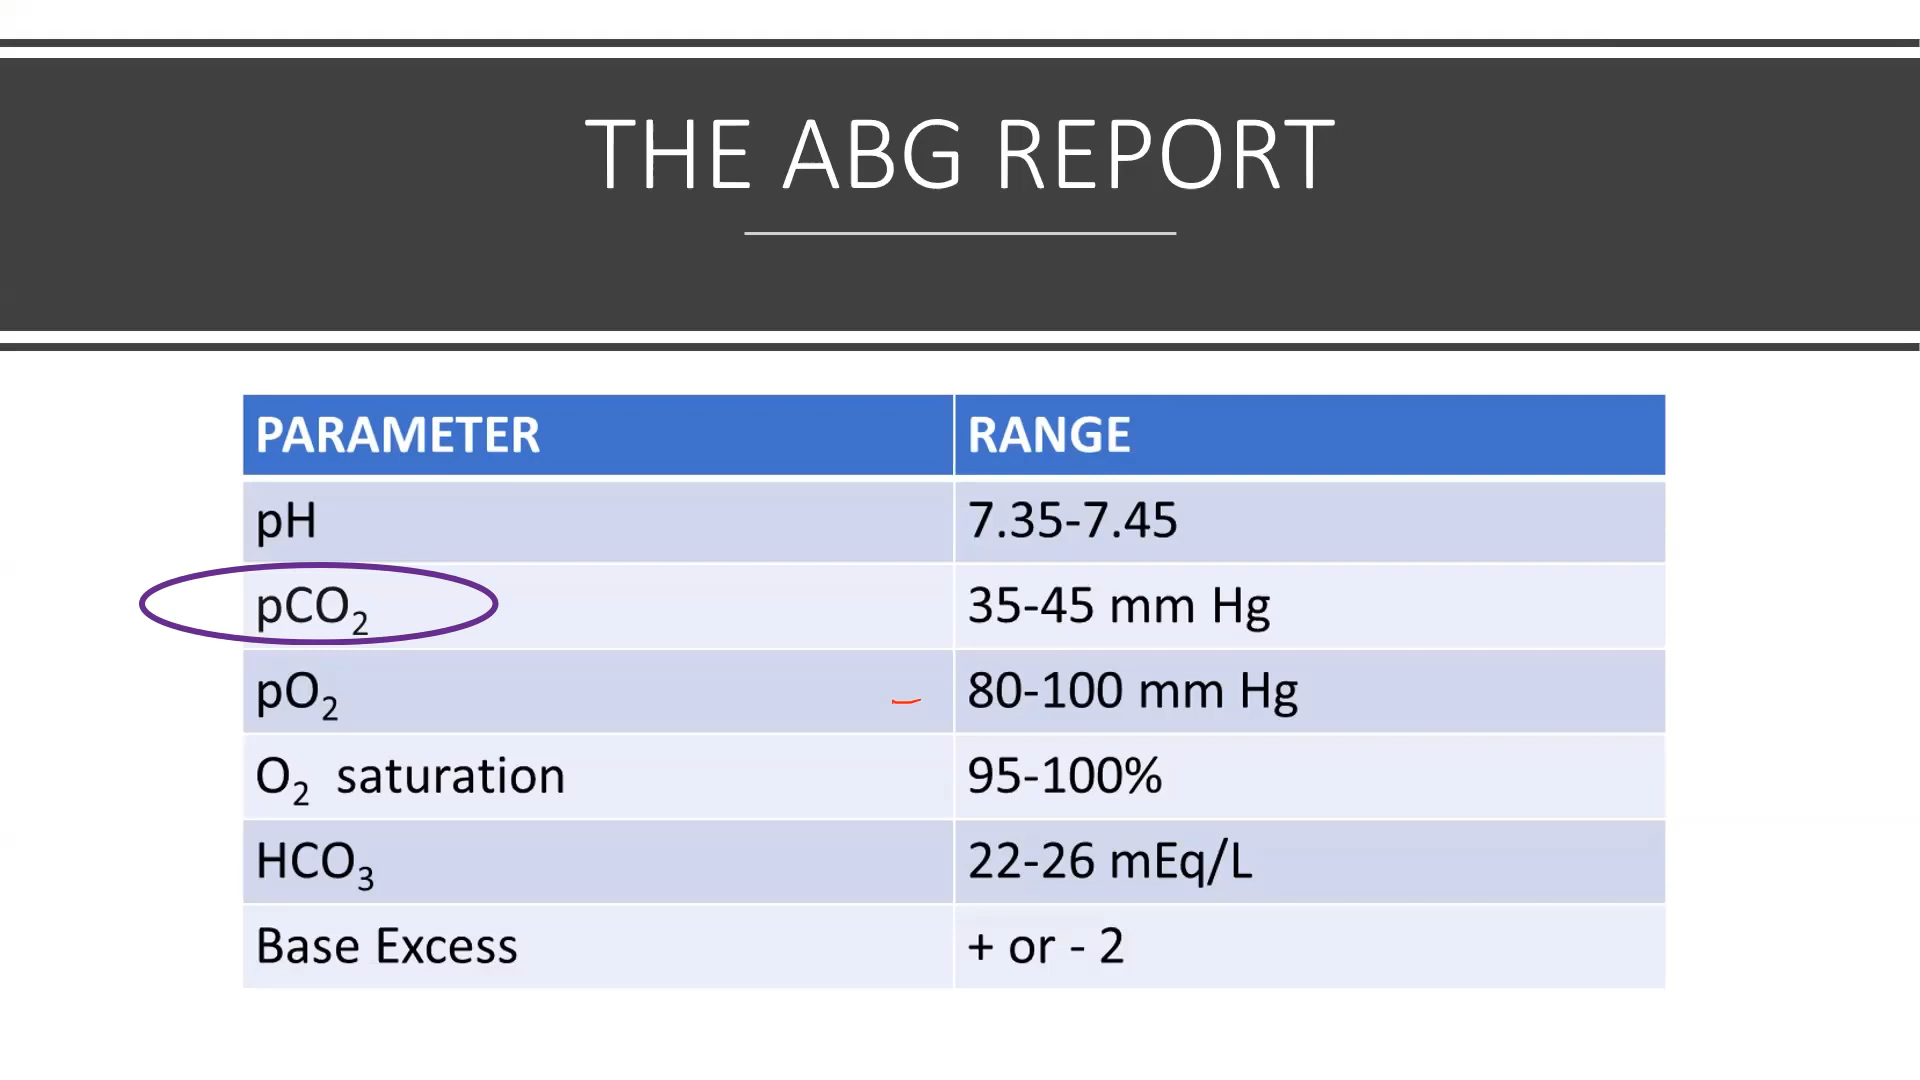 THE ABG REPORT
PARAMETER RANGE
pH 7.35-7.45
pCO₂ 35-45 mm Hg
pO₂ 80-100 mm Hg
O₂ saturation 95-100%
HCO₃ 22-26 mEq/L
Base Excess + or - 2